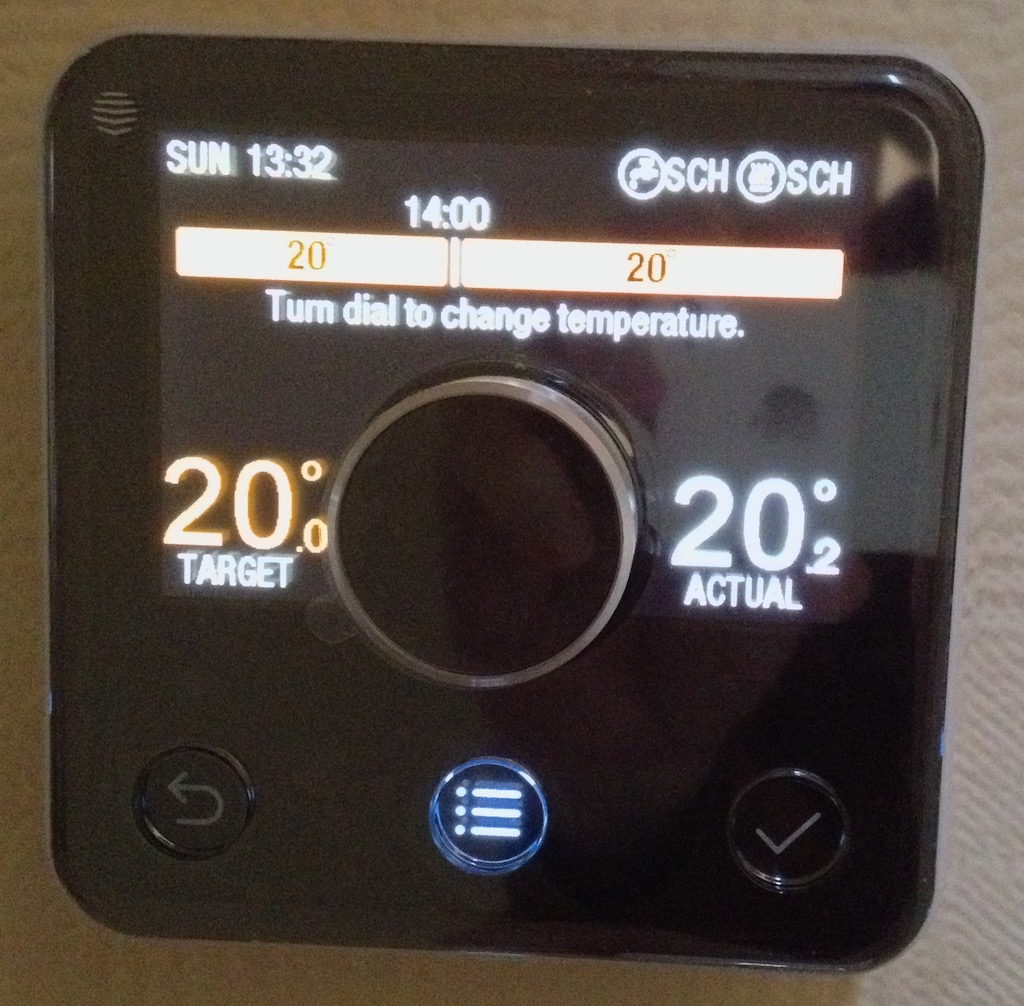 SUN 13:32 SCH SCH
14:00
20° 20°
Turn dial to change temperature.
20.0° 20.2°
TARGET ACTUAL